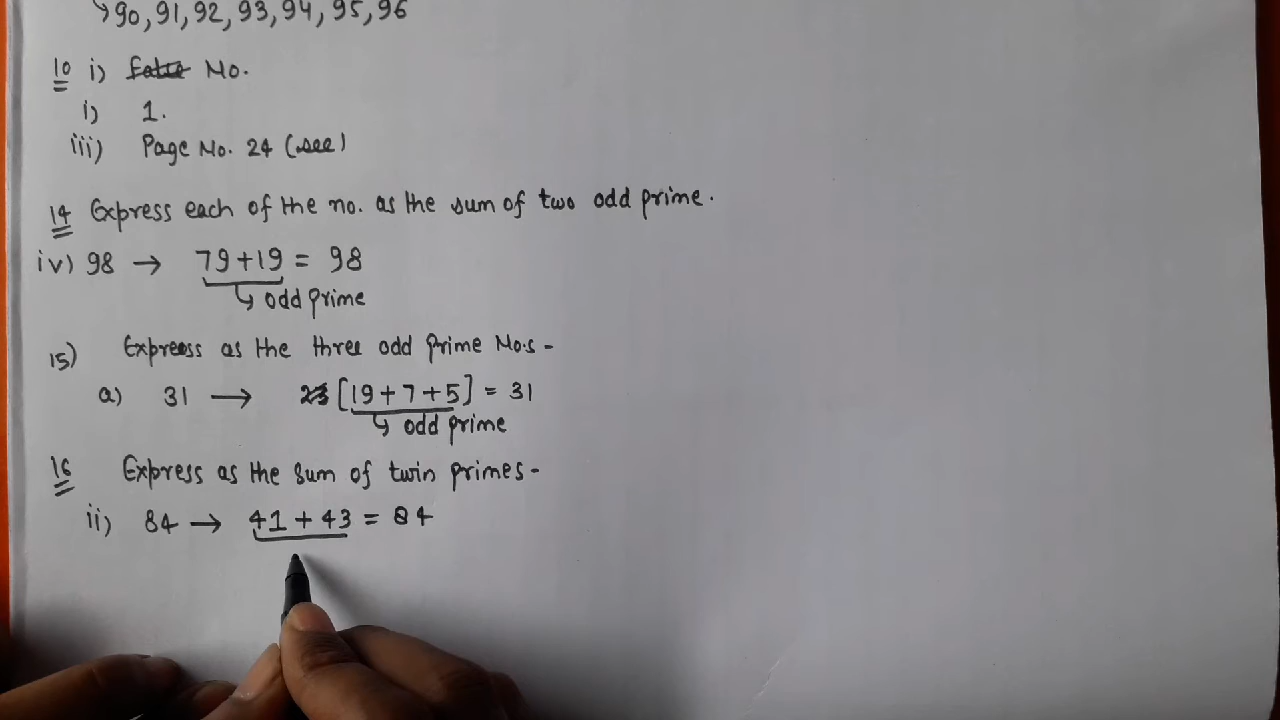 ↳90, 91, 92, 93, 94, 95, 96
10 i) No.
i) 1.
iii) Page No. 24 (see)
14 Express each of the no. as the sum of two odd prime.
iv) 98 → 79+19 = 98
↳ odd prime
15) Express as the three odd prime No.s -
a) 31 → 23 [19+7+5] = 31
↳ odd prime
16 Express as the sum of twin primes -
ii) 84 → 41 + 43 = 84